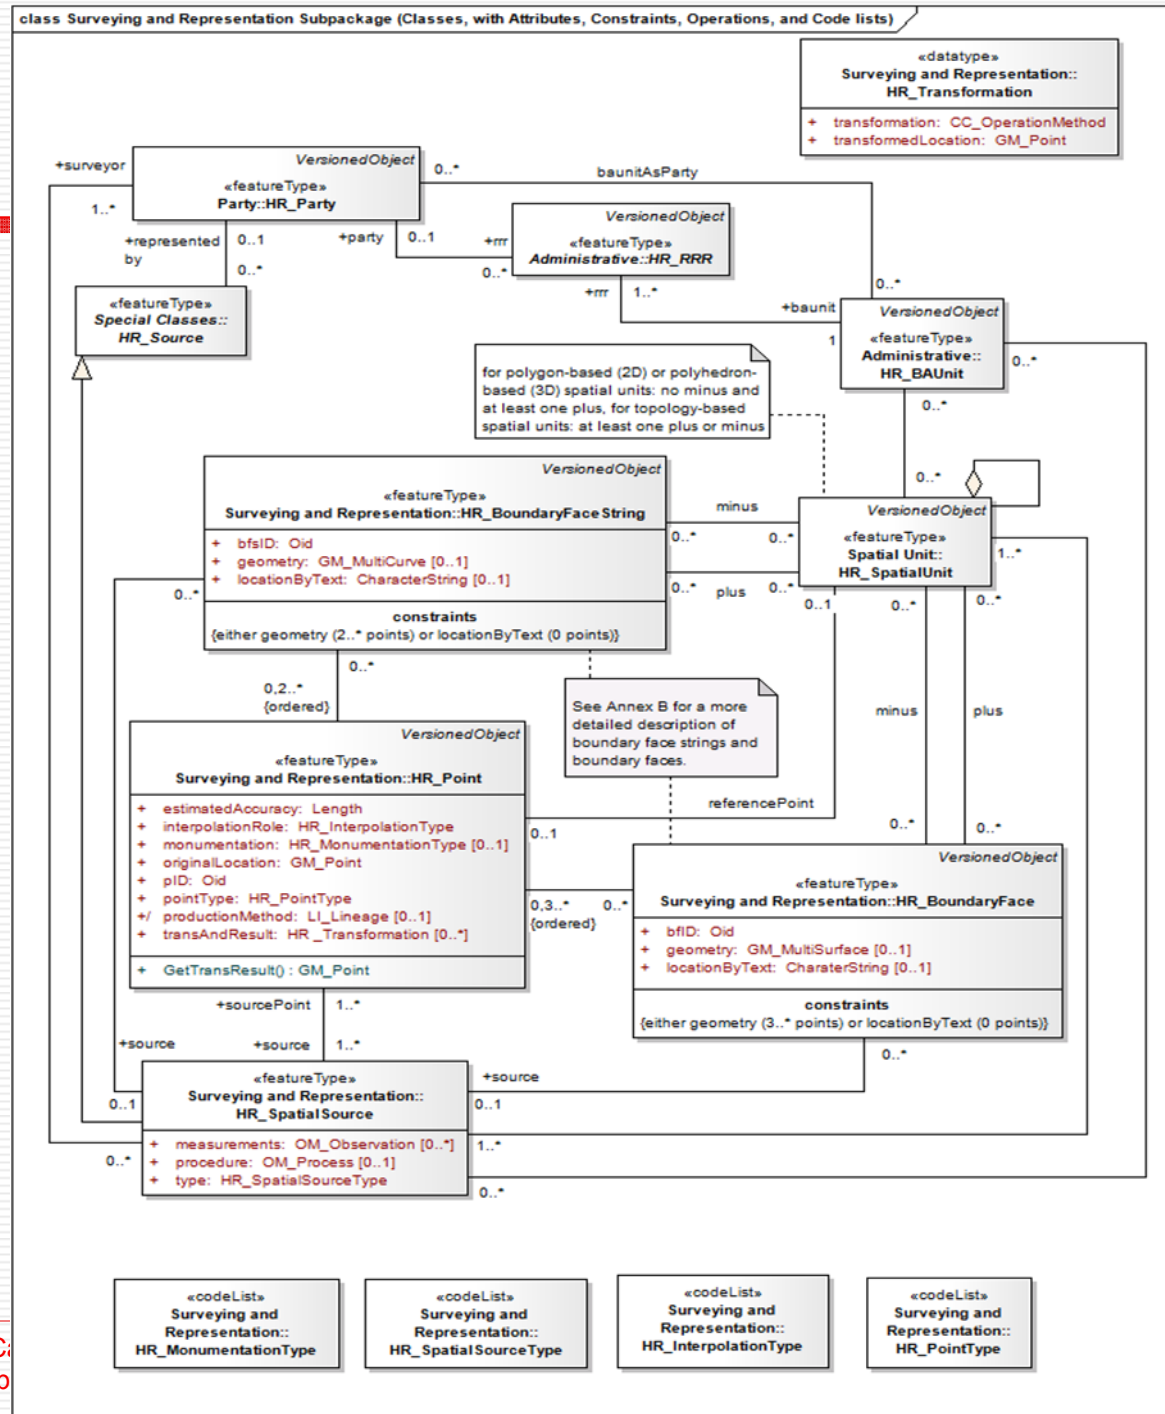 class Surveying and Representation Subpackage (Classes, with Attributes, Constraints, Operations, and Code lists)
«datatype»
Surveying and Representation::
HR_Transformation
+ transformation: CC_OperationMethod
+ transformedLocation: GM_Point
+surveyor
1..*
VersionedObject
«featureType»
Party::HR_Party
0..*
baunitAsParty
0..*
+represented
by
0..1
0..*
+party
0..1
+rrr
0..*
VersionedObject
«featureType»
Administrative::HR_RRR
+rrr
1..*
+baunit
1
«featureType»
Special Classes::
HR_Source
VersionedObject
«featureType»
Administrative::
HR_BAUnit
0..*
0..*
0..*
for polygon-based (2D) or polyhedron-
based (3D) spatial units: no minus and
at least one plus, for topology-based
spatial units: at least one plus or minus
VersionedObject
«featureType»
Surveying and Representation::HR_BoundaryFaceString
+ bfsID: Oid
+ geometry: GM_MultiCurve [0..1]
+ locationByText: CharacterString [0..1]
constraints
{either geometry (2..* points) or locationByText (0 points)}
minus
0..*
0..*
0..*
plus
0..*
VersionedObject
«featureType»
Spatial Unit::
HR_SpatialUnit
1..*
0..1
0..*
0..*
0..*
0..*
0,2..*
{ordered}
See Annex B for a more
detailed description of
boundary face strings and
boundary faces.
minus
plus
VersionedObject
«featureType»
Surveying and Representation::HR_Point
+ estimatedAccuracy: Length
+ interpolationRole: HR_InterpolationType
+ monumentation: HR_MonumentationType [0..1]
+ originalLocation: GM_Point
+ pID: Oid
+ pointType: HR_PointType
+/ productionMethod: LI_Lineage [0..1]
+ transAndResult: HR _Transformation [0..*]
+ GetTransResult() : GM_Point
referencePoint
0..1
0..*
0..*
0,3..*
{ordered}
0..*
VersionedObject
«featureType»
Surveying and Representation::HR_BoundaryFace
+ bfID: Oid
+ geometry: GM_MultiSurface [0..1]
+ locationByText: CharaterString [0..1]
constraints
{either geometry (3..* points) or locationByText (0 points)}
+sourcePoint
1..*
+source
+source
1..*
0..*
+source
0..1
0..1
«featureType»
Surveying and Representation::
HR_SpatialSource
+ measurements: OM_Observation [0..*]
+ procedure: OM_Process [0..1]
+ type: HR_SpatialSourceType
0..*
1..*
0..*
«codeList»
Surveying and
Representation::
HR_MonumentationType
«codeList»
Surveying and
Representation::
HR_SpatialSourceType
«codeList»
Surveying and
Representation::
HR_InterpolationType
«codeList»
Surveying and
Representation::
HR_PointType